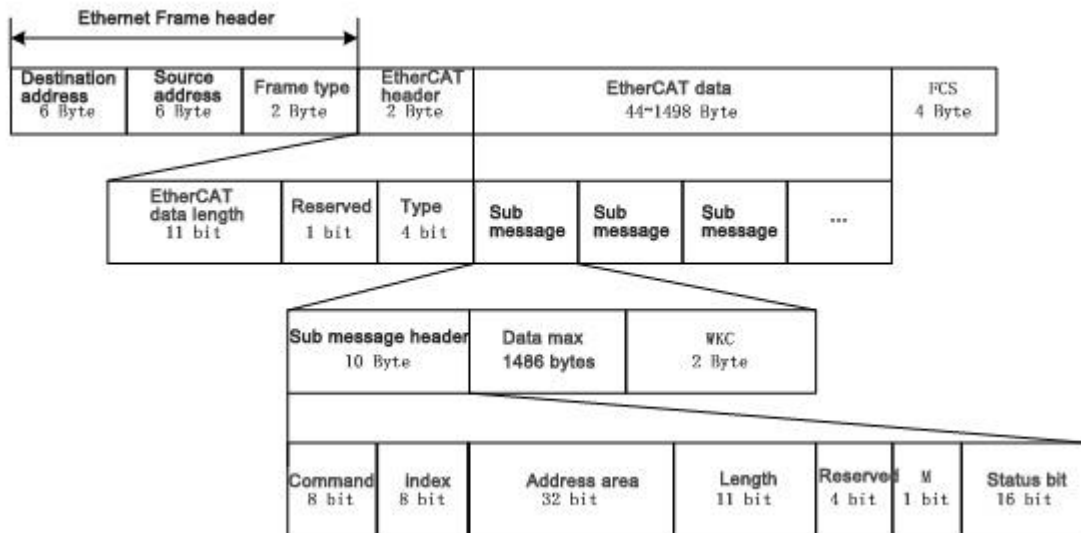 Ethernet Frame header
Destination address
6 Byte
Source address
6 Byte
Frame type
2 Byte
EtherCAT header
2 Byte
EtherCAT data
44~1498 Byte
FCS
4 Byte
EtherCAT data length
11 bit
Reserved
1 bit
Type
4 bit
Sub message
Sub message
Sub message
...
Sub message header
10 Byte
Data max
1486 bytes
WKC
2 Byte
Command
8 bit
Index
8 bit
Address area
32 bit
Length
11 bit
Reserved
4 bit
M
1 bit
Status bit
16 bit